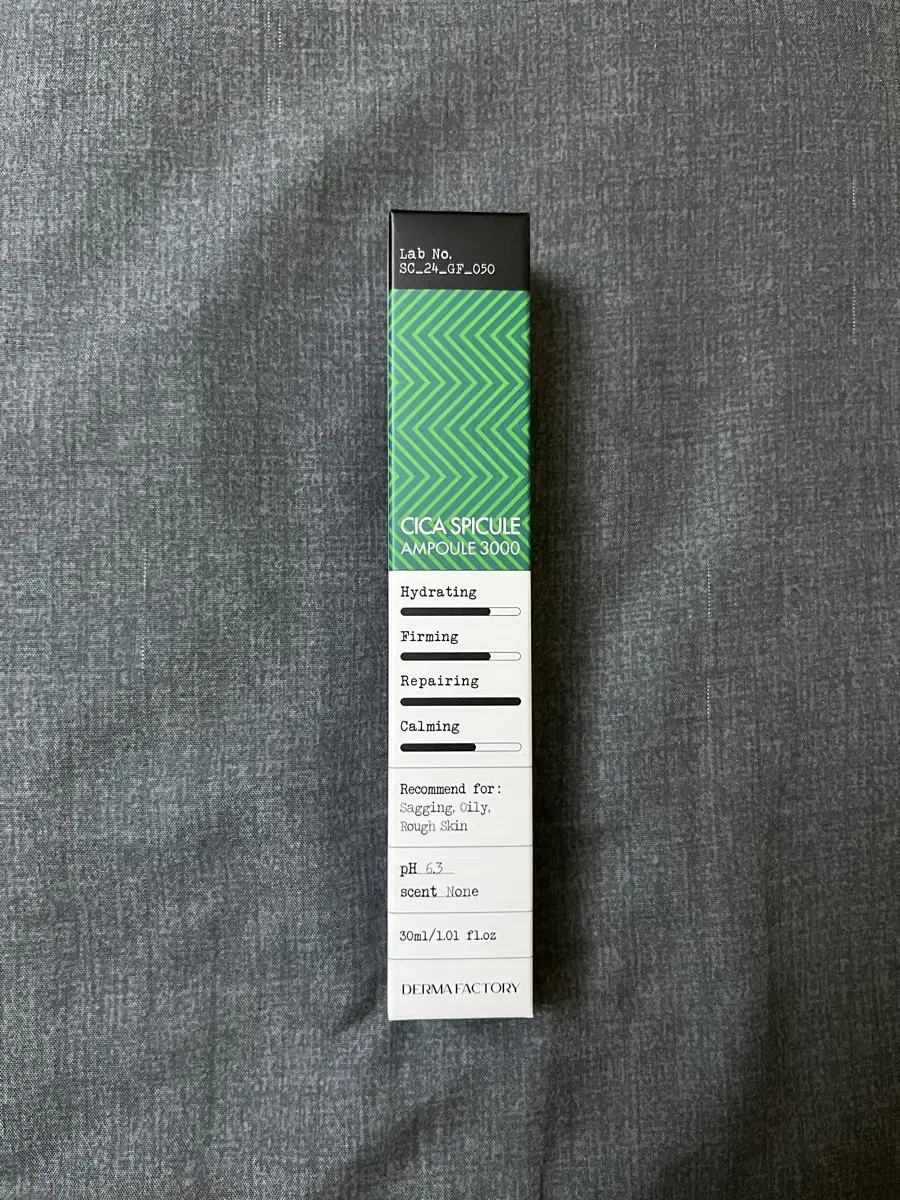 Lab No.
SC_24_GF_050
CICA SPICULE
AMPOULE 3000
Hydrating
Firming
Repairing
Calming
Recommend for:
Sagging, Oily,
Rough Skin
pH 6.3
scent None
30ml/1.01 fl.oz
DERMA FACTORY